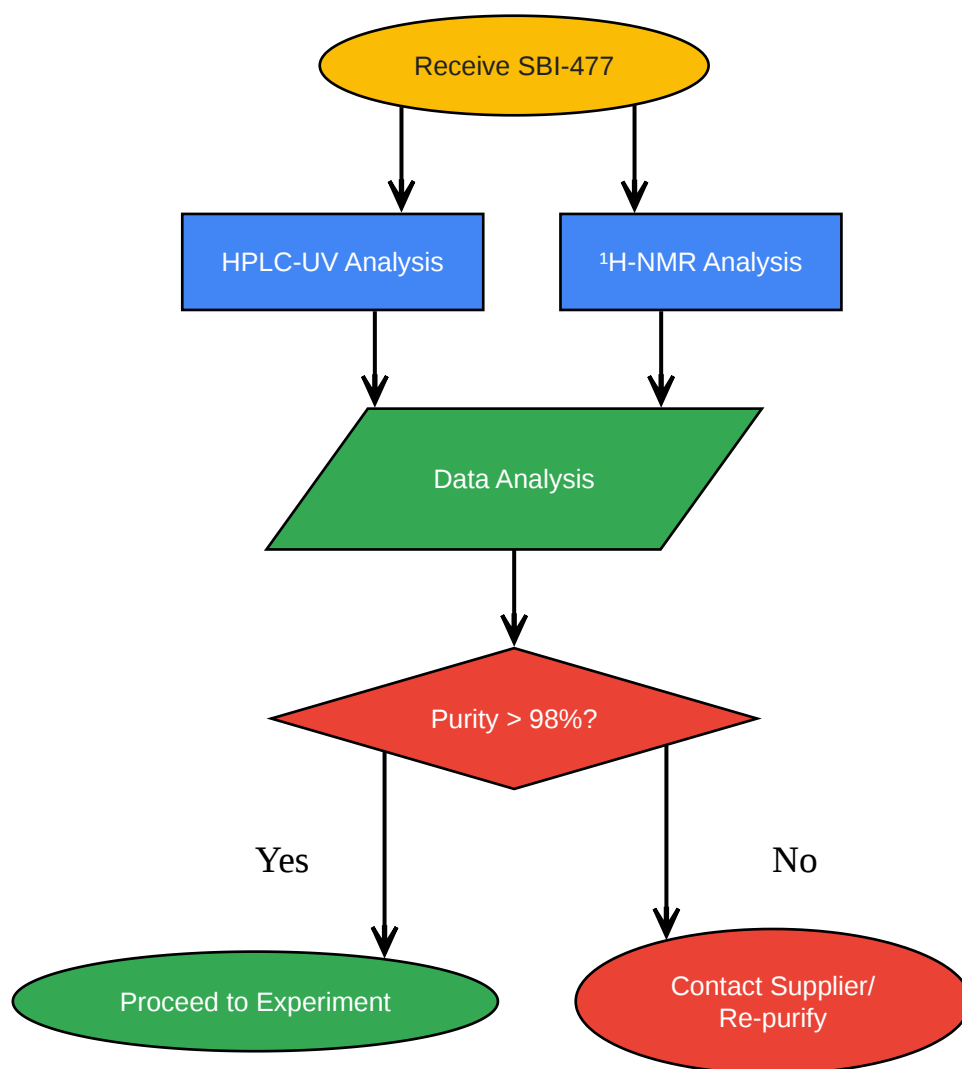 Receive SBI-477
HPLC-UV Analysis
¹H-NMR Analysis
Data Analysis
Purity > 98%?
Yes
No
Proceed to Experiment
Contact Supplier/
Re-purify